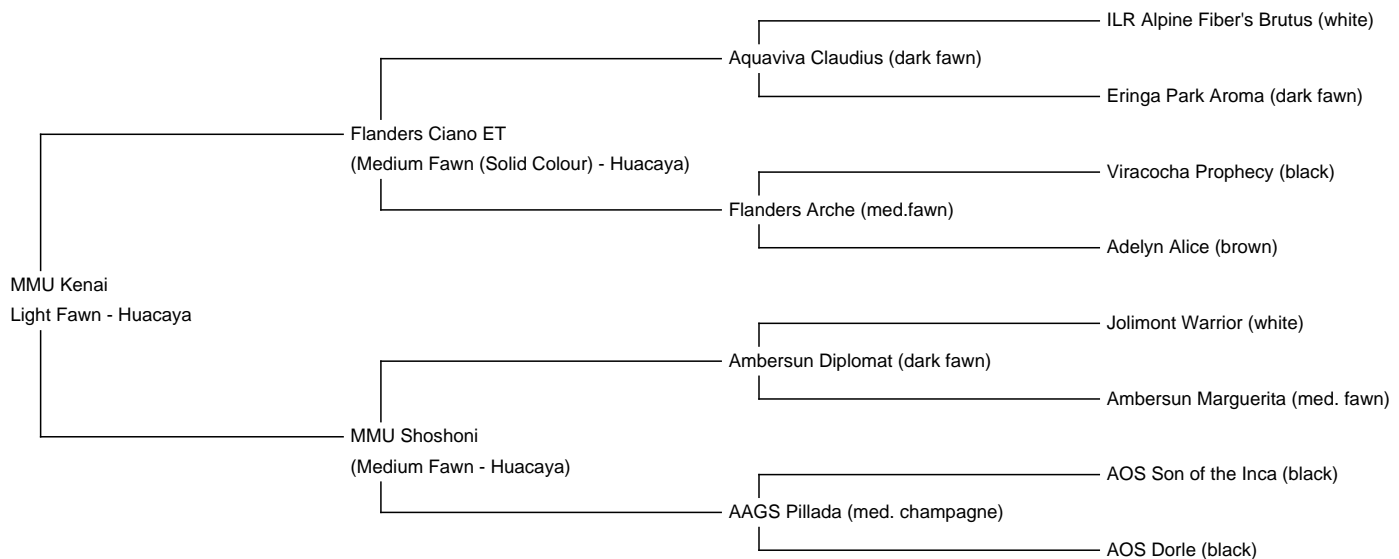 ILR Alpine Fiber's Brutus (white)
Aquaviva Claudius (dark fawn)
Eringa Park Aroma (dark fawn)
Flanders Ciano ET
(Medium Fawn (Solid Colour) - Huacaya)
Viracocha Prophecy (black)
Flanders Arche (med.fawn)
Adelyn Alice (brown)
MMU Kenai
Light Fawn - Huacaya
Jolimont Warrior (white)
Ambersun Diplomat (dark fawn)
Ambersun Marguerita (med. fawn)
MMU Shoshoni
(Medium Fawn - Huacaya)
AOS Son of the Inca (black)
AAGS Pillada (med. champagne)
AOS Dorle (black)